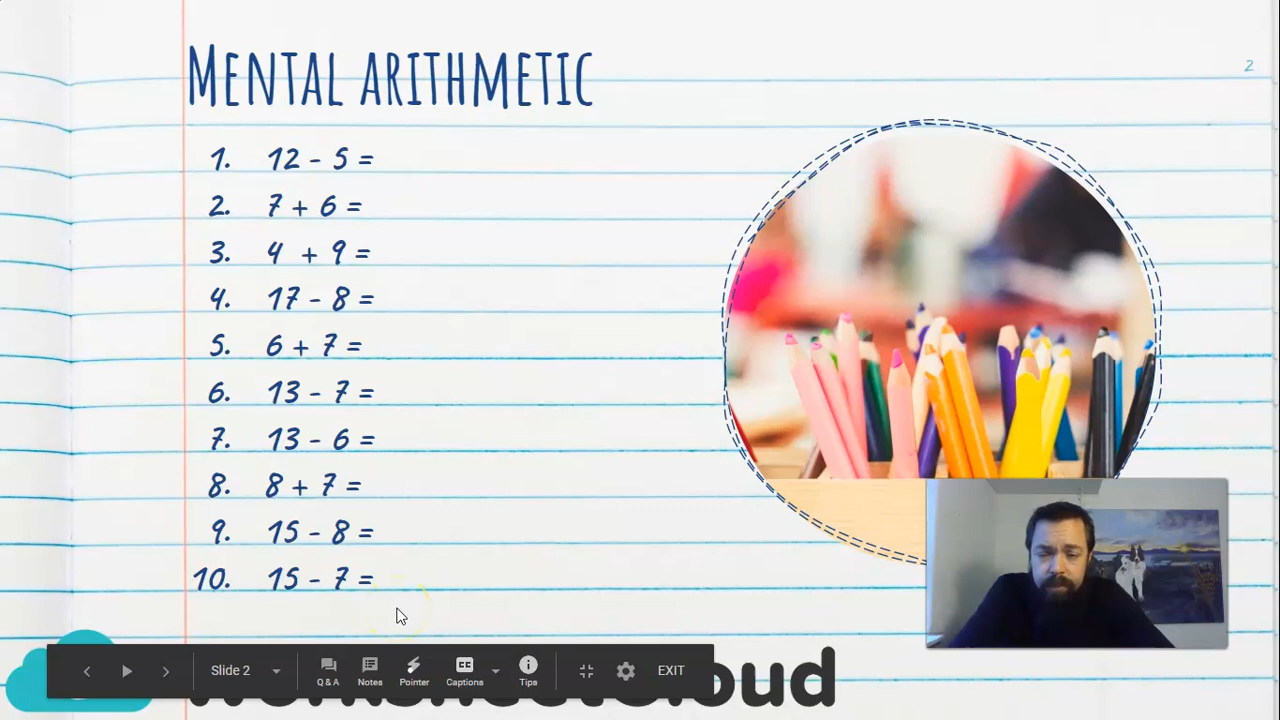 MENTAL ARITHMETIC
2
1. 12 - 5 =
2. 7 + 6 =
3. 4 + 9 =
4. 17 - 8 =
5. 6 + 7 =
6. 13 - 7 =
7. 13 - 6 =
8. 8 + 7 =
9. 15 - 8 =
10. 15 - 7 =
Slide 2
Q & A
Notes
Pointer
CC
Captions
Tips
EXIT